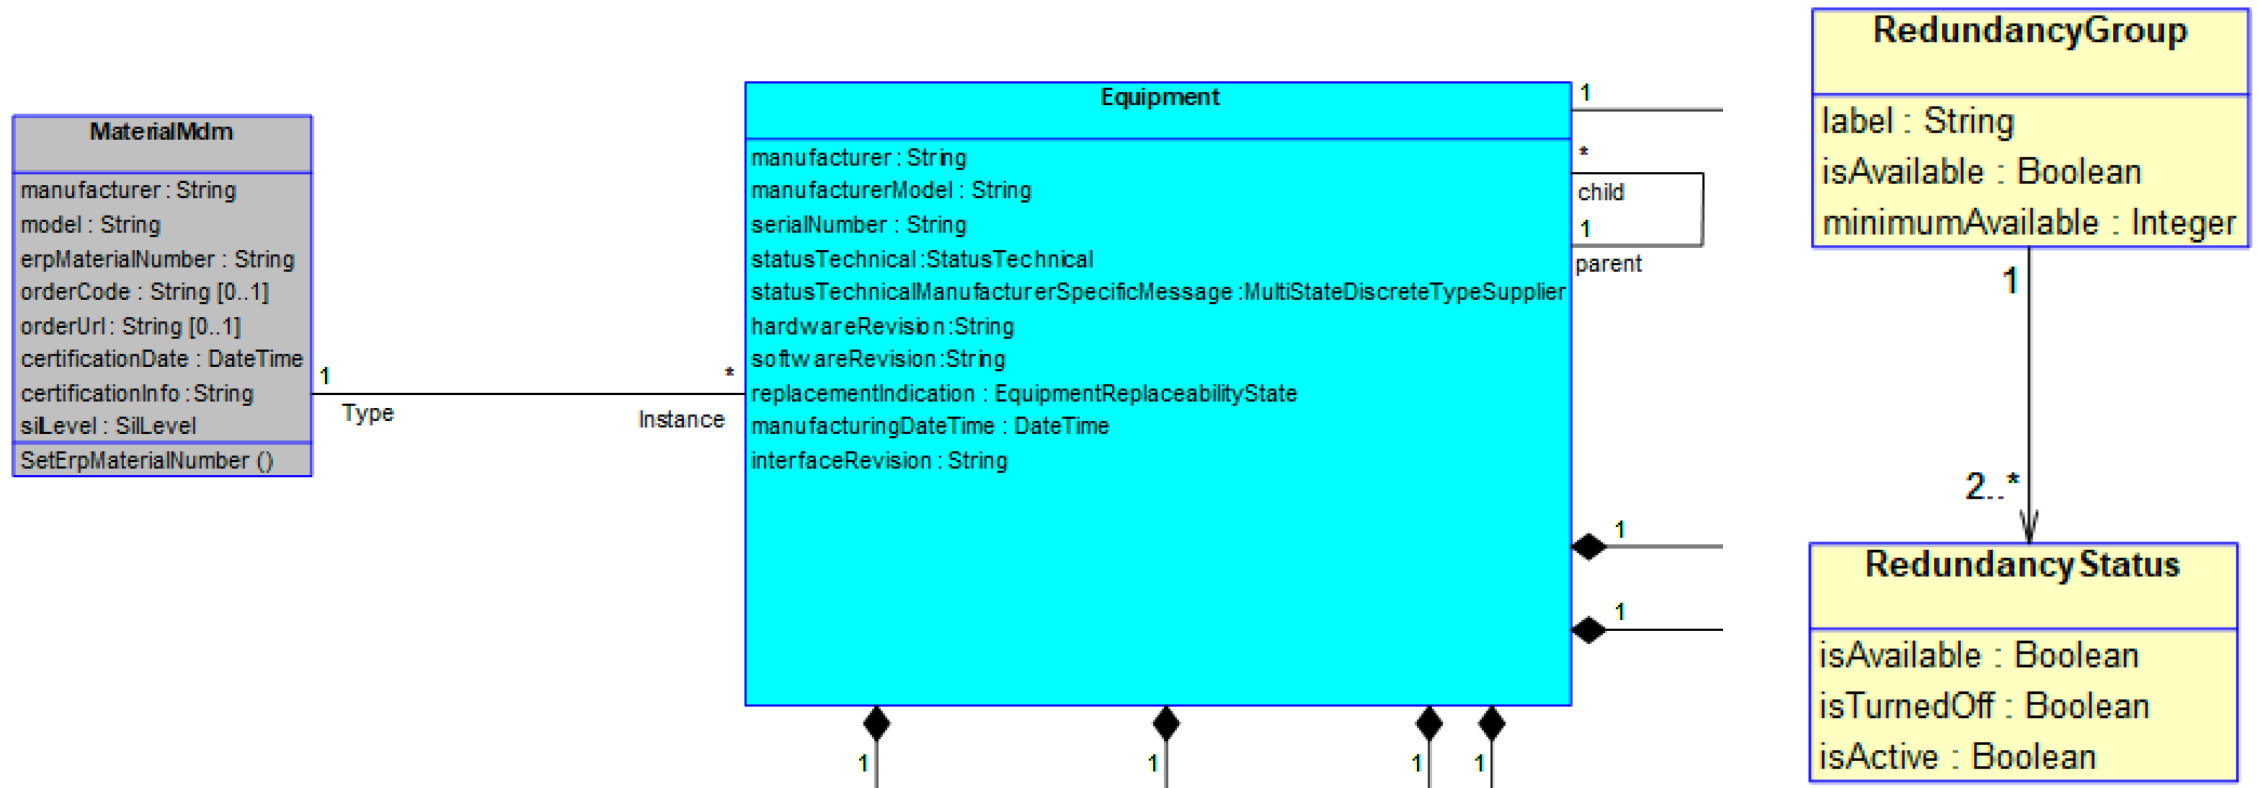 MaterialMdm
manufacturer : String
model : String
erpMaterialNumber : String
orderCode : String [0..1]
orderUrl : String [0..1]
certificationDate : DateTime
certificationInfo : String
silLevel : SilLevel
SetErpMaterialNumber ()
1
Type
*
Instance
Equipment
manufacturer : String
manufacturerModel : String
serialNumber : String
statusTechnical :StatusTechnical
statusTechnicalManufacturerSpecificMessage :MultiStateDiscreteTypeSupplier
hardwareRevision :String
softwareRevision :String
replacementIndication : EquipmentReplaceabilityState
manufacturingDateTime : DateTime
interfaceRevision : String
1
*
child
1
parent
1
1
1
1
1
1
RedundancyGroup
label : String
isAvailable : Boolean
minimumAvailable : Integer
1
2..*
RedundancyStatus
isAvailable : Boolean
isTurnedOff : Boolean
isActive : Boolean